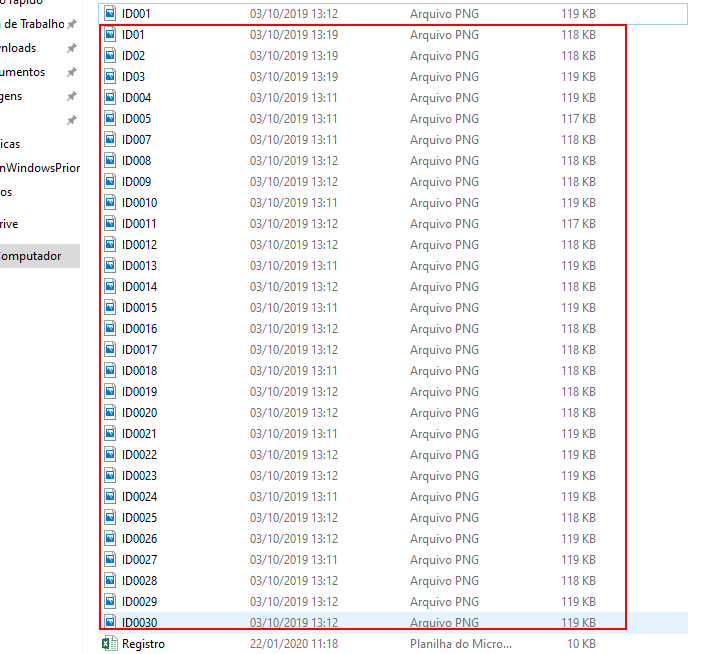 o rápido
a de Trabalho
wnloads
umentos
gens
icas
nWindowsPrior
os
rive
Computador
ID001 03/10/2019 13:12 Arquivo PNG 119 KB
ID01 03/10/2019 13:19 Arquivo PNG 118 KB
ID02 03/10/2019 13:19 Arquivo PNG 118 KB
ID03 03/10/2019 13:19 Arquivo PNG 119 KB
ID004 03/10/2019 13:11 Arquivo PNG 119 KB
ID005 03/10/2019 13:11 Arquivo PNG 117 KB
ID007 03/10/2019 13:11 Arquivo PNG 118 KB
ID008 03/10/2019 13:12 Arquivo PNG 118 KB
ID009 03/10/2019 13:12 Arquivo PNG 118 KB
ID0010 03/10/2019 13:11 Arquivo PNG 119 KB
ID0011 03/10/2019 13:12 Arquivo PNG 117 KB
ID0012 03/10/2019 13:12 Arquivo PNG 118 KB
ID0013 03/10/2019 13:11 Arquivo PNG 119 KB
ID0014 03/10/2019 13:12 Arquivo PNG 118 KB
ID0015 03/10/2019 13:11 Arquivo PNG 119 KB
ID0016 03/10/2019 13:12 Arquivo PNG 118 KB
ID0017 03/10/2019 13:12 Arquivo PNG 118 KB
ID0018 03/10/2019 13:11 Arquivo PNG 119 KB
ID0019 03/10/2019 13:12 Arquivo PNG 118 KB
ID0020 03/10/2019 13:12 Arquivo PNG 118 KB
ID0021 03/10/2019 13:11 Arquivo PNG 119 KB
ID0022 03/10/2019 13:12 Arquivo PNG 119 KB
ID0023 03/10/2019 13:12 Arquivo PNG 119 KB
ID0024 03/10/2019 13:11 Arquivo PNG 119 KB
ID0025 03/10/2019 13:12 Arquivo PNG 118 KB
ID0026 03/10/2019 13:12 Arquivo PNG 119 KB
ID0027 03/10/2019 13:11 Arquivo PNG 119 KB
ID0028 03/10/2019 13:12 Arquivo PNG 118 KB
ID0029 03/10/2019 13:12 Arquivo PNG 119 KB
ID0030 03/10/2019 13:12 Arquivo PNG 119 KB
Registro 22/01/2020 11:18 Planilha do Micro... 10 KB